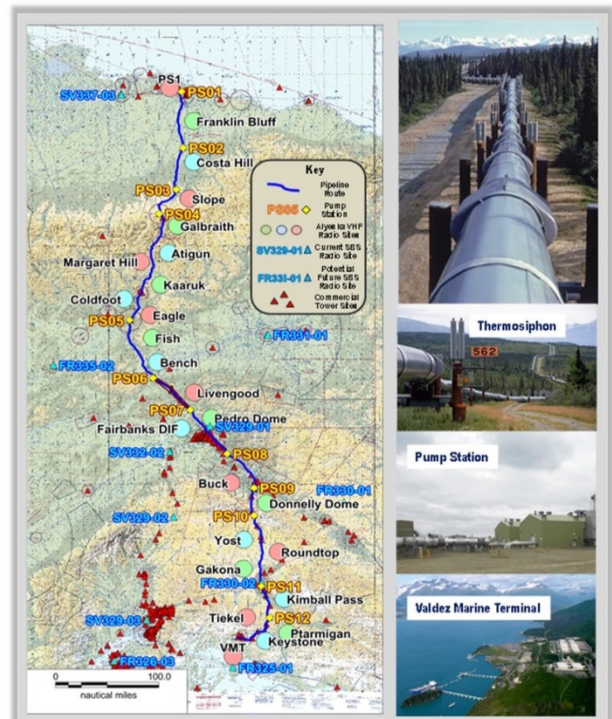 PS1
PS01
SV337-03
Franklin Bluff
PS02
Costa Hill
PS03
Slope
PS04
Galbraith
Atigun
Margaret Hill
Kaaruk
Coldfoot
Eagle
PS05
Fish
FR331-01
Bench
FR335-02
PS06
Livengood
PS07
Pedro Dome
SV329-01
Fairbanks DIF
SV332-02
PS08
Buck
PS09
FR330-01
Donnelly Dome
PS10
SV329-02
Yost
Roundtop
Gakona
FR330-02
PS11
Kimball Pass
Tiekel
PS12
SV329-03
Ptarmigan
Keystone
VMT
FR326-03
FR325-01
0 100.0
nautical miles
Key
Pipeline
Route
PS05
Pump
Station
Alyeska VHF
Radio Sites
SV329-01
Current SBS
Radio Site
FR331-01
Potential
Future SBS
Radio Site
Commercial
Tower Sites
Thermosiphon
562
Pump Station
Valdez Marine Terminal